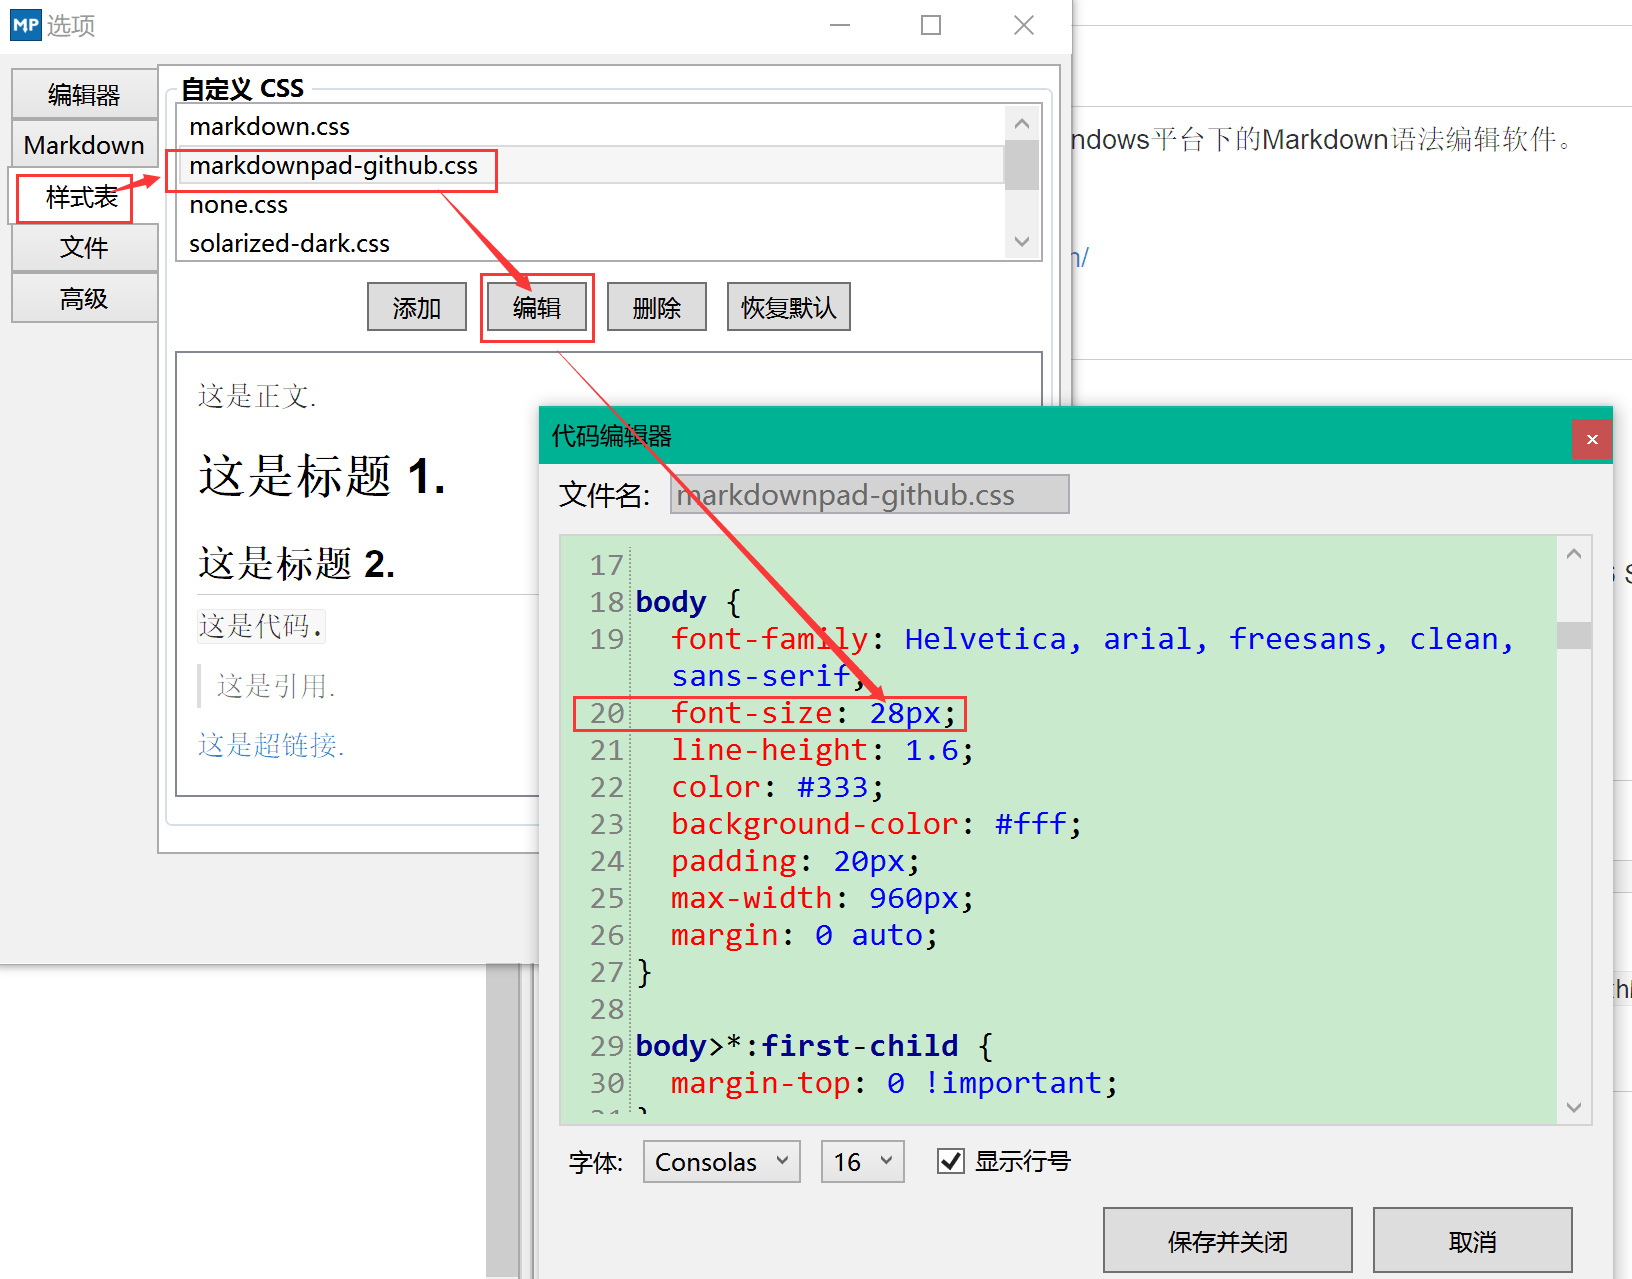 MP 选项
编辑器
Markdown
样式表
文件
高级
自定义 CSS
markdown.css
markdownpad-github.css
none.css
solarized-dark.css
添加 编辑 删除 恢复默认
这是正文.
这是标题 1.
这是标题 2.
这是代码.
这是引用.
这是超链接.
ndows平台下的Markdown语法编辑软件。
n/
代码编辑器
文件名: markdownpad-github.css
17
18 body {
19 font-family: Helvetica, arial, freesans, clean,
sans-serif;
20 font-size: 28px;
21 line-height: 1.6;
22 color: #333;
23 background-color: #fff;
24 padding: 20px;
25 max-width: 960px;
26 margin: 0 auto;
27 }
28
29 body>*:first-child {
30 margin-top: 0 !important;
31 }
字体: Consolas 16 显示行号
保存并关闭 取消